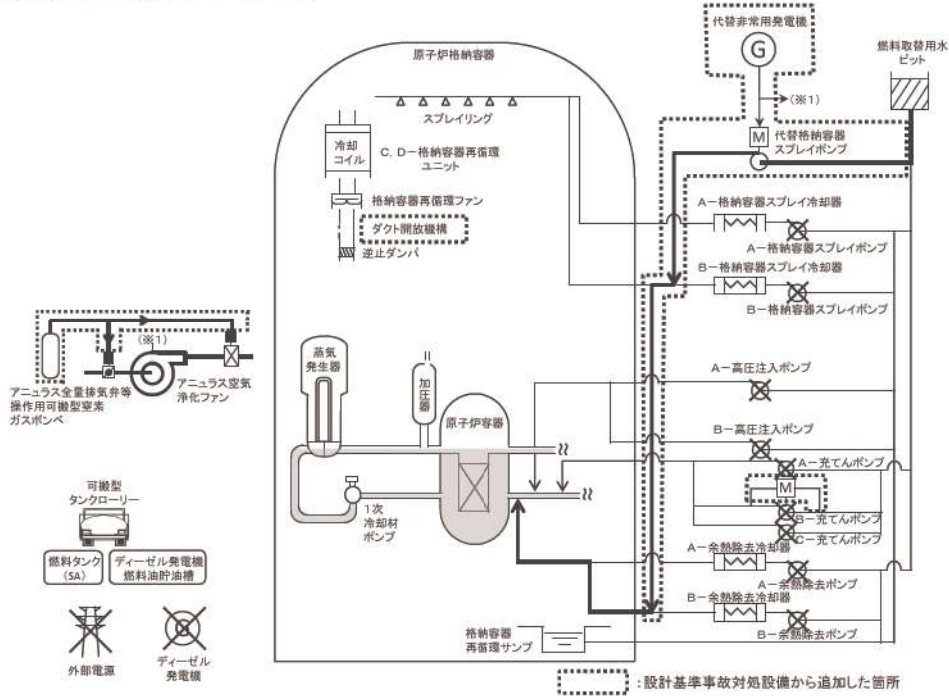 代替非常用発電機
G
(※1)
燃料取替用水
ピット
M
代替格納容器
スプレイポンプ
原子炉格納容器
スプレイリング
冷却
コイル
C, D-格納容器再循環
ユニット
格納容器再循環ファン
ダクト開放機構
逆止ダンパ
A-格納容器スプレイ冷却器
A-格納容器スプレイポンプ
B-格納容器スプレイ冷却器
B-格納容器スプレイポンプ
(※1)
アニュラス全量排気弁等
操作用可搬型窒素
ガスボンベ
アニュラス空気
浄化ファン
蒸気
発生器
加圧器
原子炉容器
1次
冷却材
ポンプ
A-高圧注入ポンプ
B-高圧注入ポンプ
A-充てんポンプ
M
B-充てんポンプ
C-充てんポンプ
A-余熱除去冷却器
A-余熱除去ポンプ
B-余熱除去冷却器
B-余熱除去ポンプ
格納容器
再循環サンプ
可搬型
タンクローリー
燃料タンク
(SA)
ディーゼル発電機
燃料油貯油槽
外部電源
ディーゼル
発電機
:設計基準事故対処設備から追加した箇所